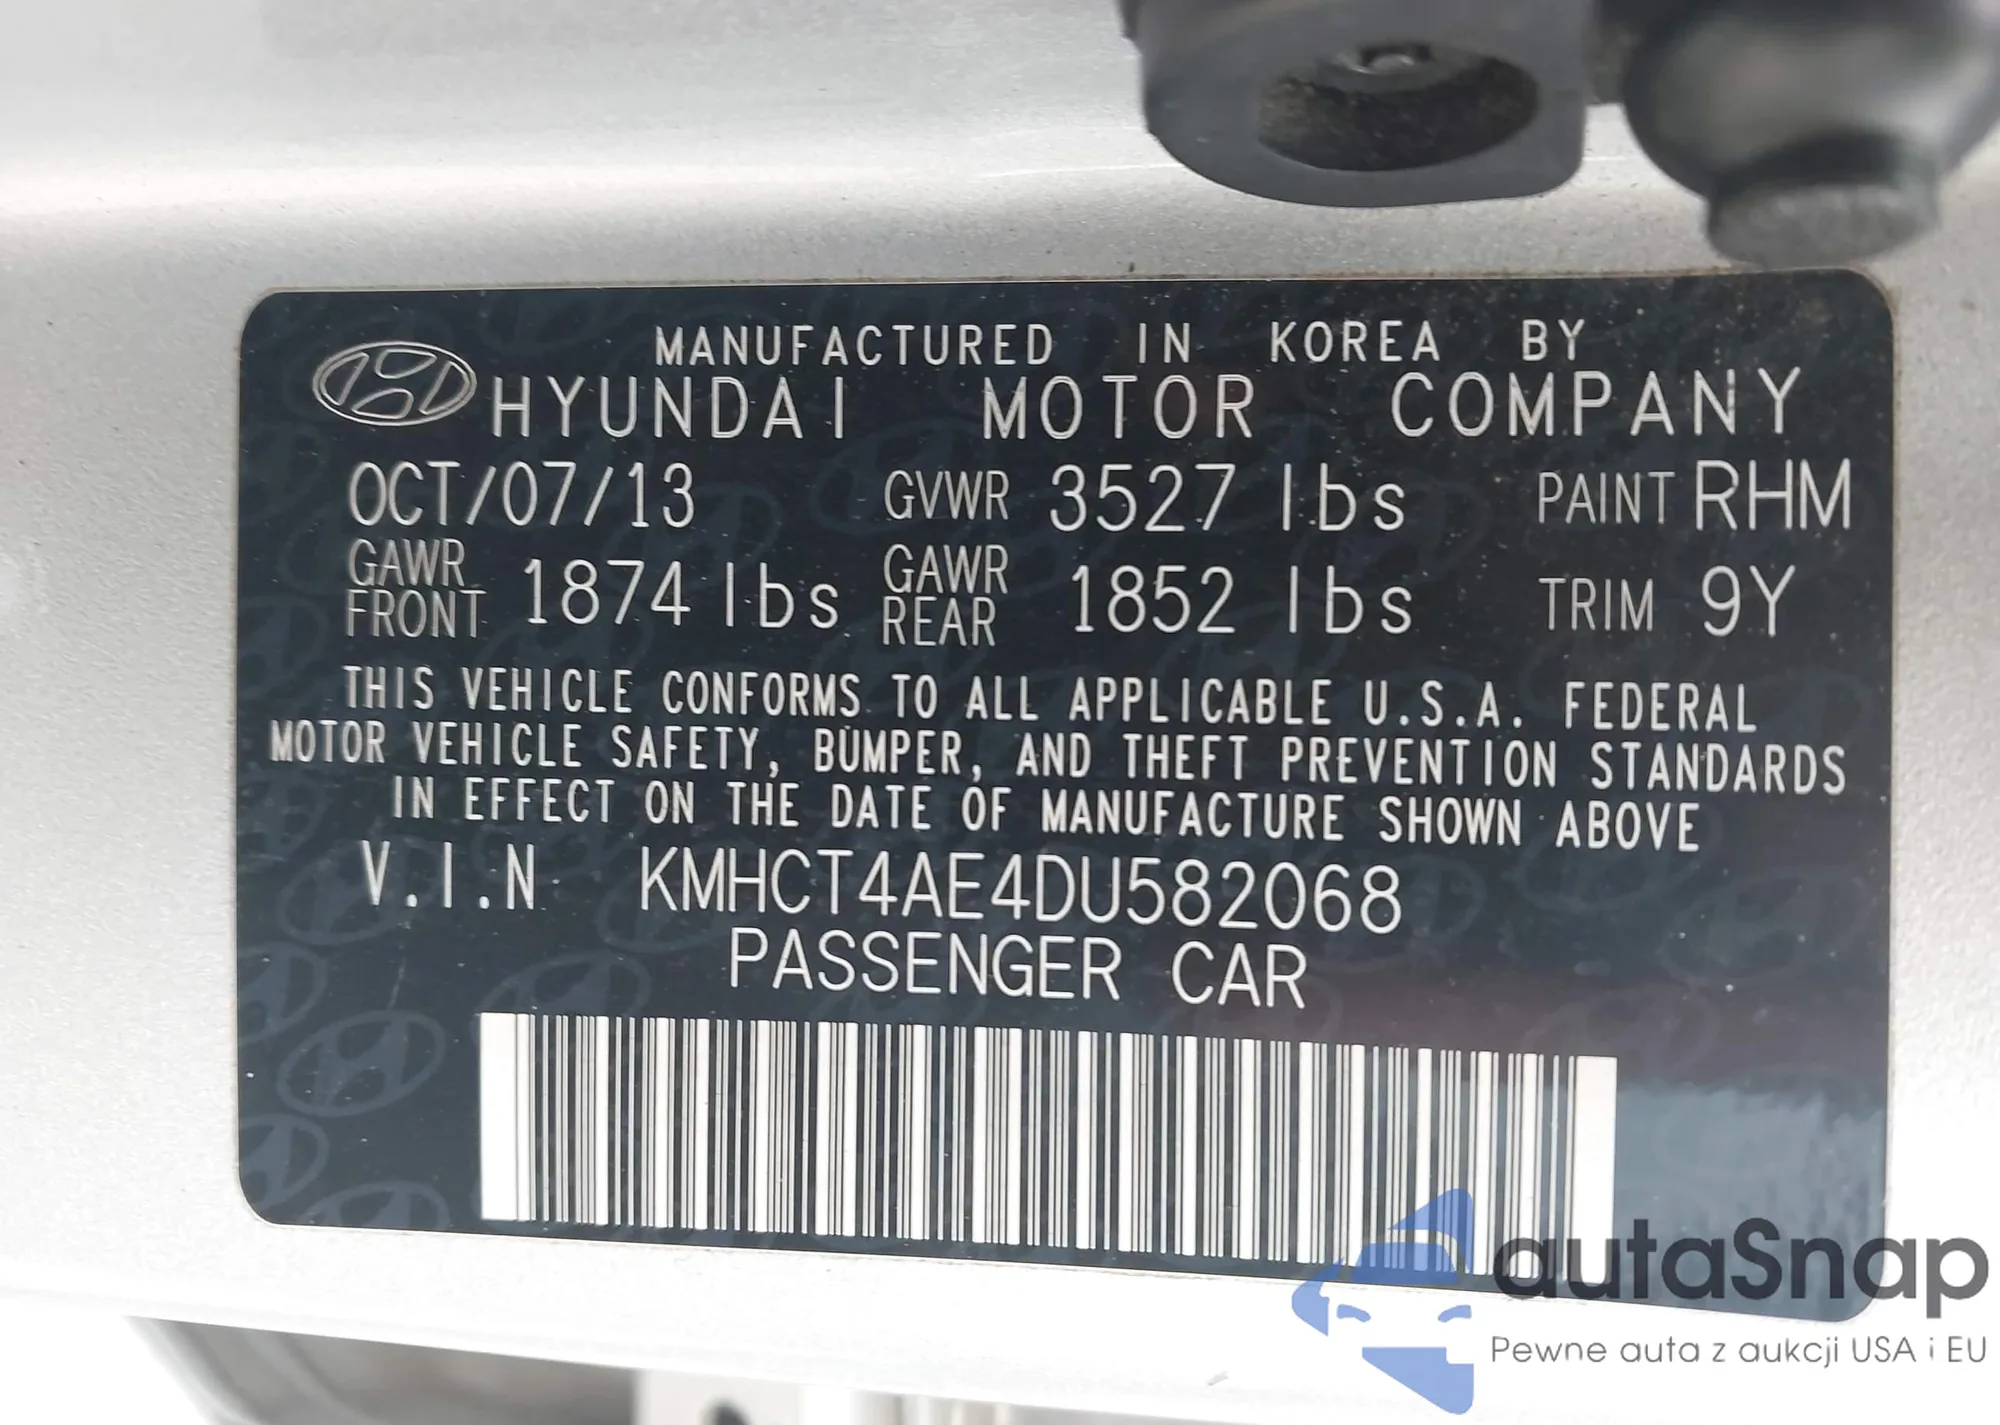 MANUFACTURED IN KOREA BY
HYUNDAI MOTOR COMPANY
OCT/07/13 GVWR 3527 lbs PAINT RHM
GAWR FRONT 1874 lbs GAWR REAR 1852 lbs TRIM 9Y
THIS VEHICLE CONFORMS TO ALL APPLICABLE U.S.A. FEDERAL
MOTOR VEHICLE SAFETY, BUMPER, AND THEFT PREVENTION STANDARDS
IN EFFECT ON THE DATE OF MANUFACTURE SHOWN ABOVE
V.I.N KMHCT4AE4DU582068
PASSENGER CAR
autaSnap
Pewne auta z aukcji USA i EU